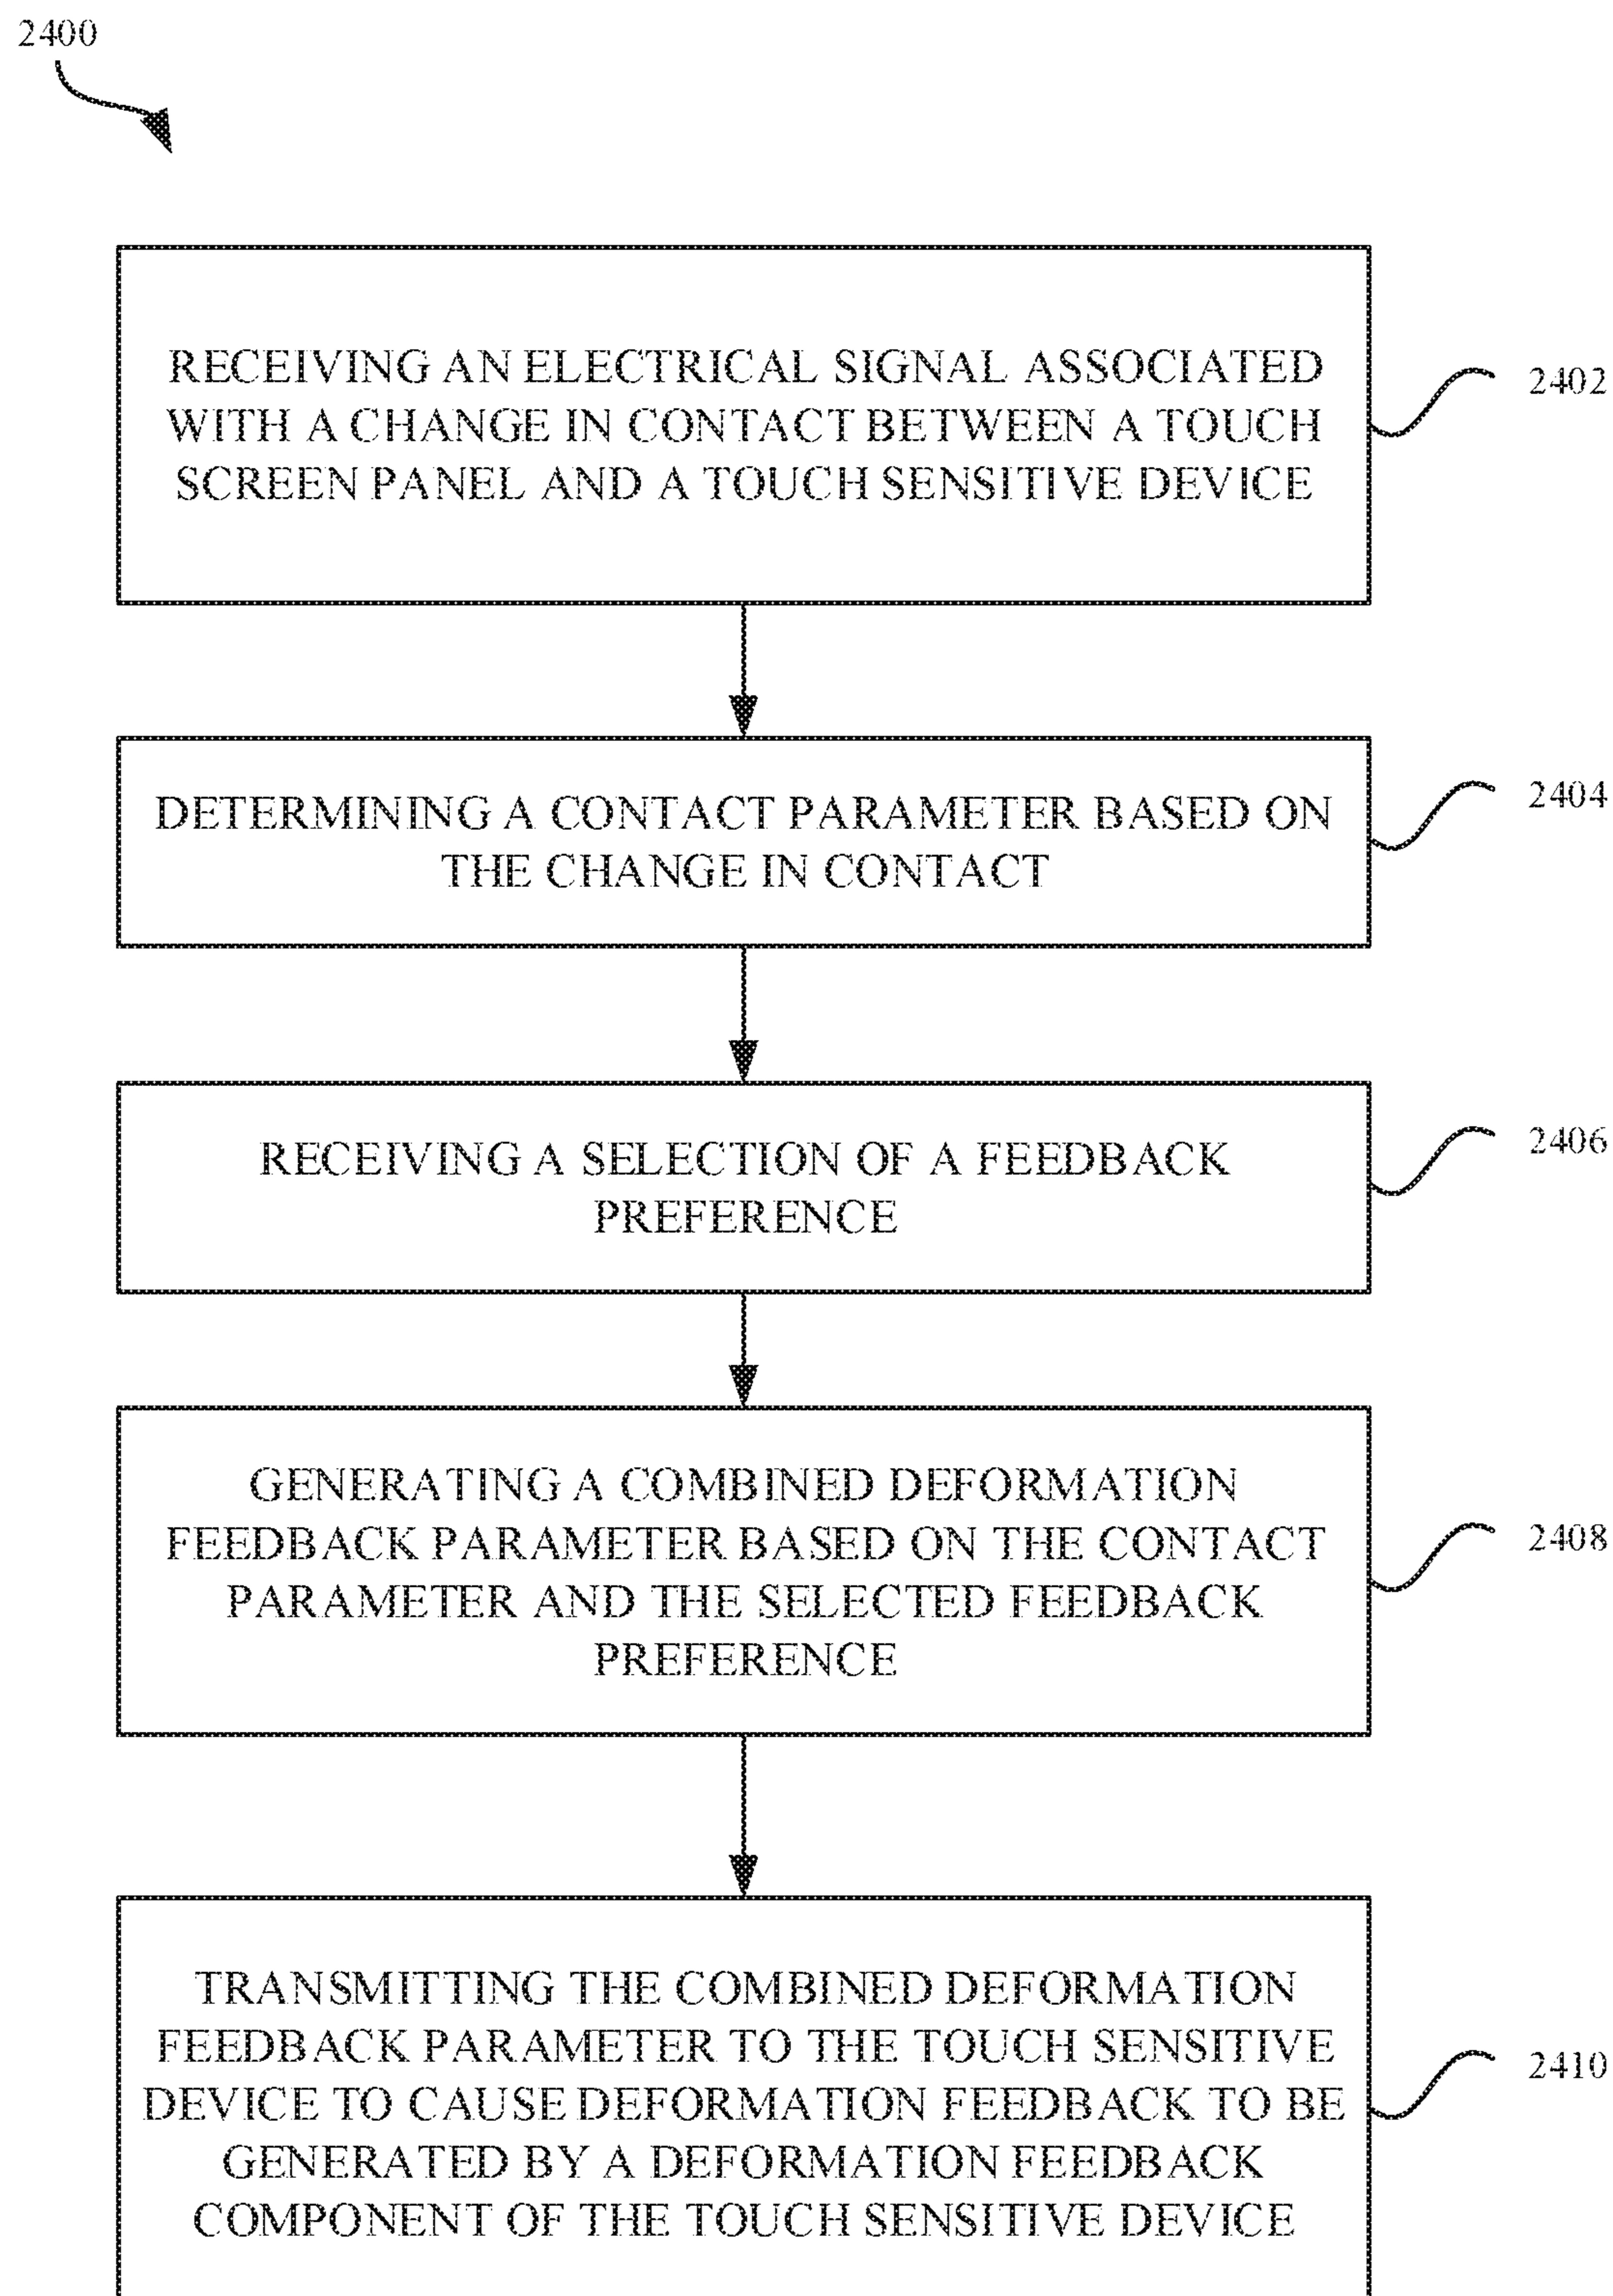 2400
RECEIVING AN ELECTRICAL SIGNAL ASSOCIATED
WITH A CHANGE IN CONTACT BETWEEN A TOUCH
SCREEN PANEL AND A TOUCH SENSITIVE DEVICE
2402
DETERMINING A CONTACT PARAMETER BASED ON
THE CHANGE IN CONTACT
2404
RECEIVING A SELECTION OF A FEEDBACK
PREFERENCE
2406
GENERATING A COMBINED DEFORMATION
FEEDBACK PARAMETER BASED ON THE CONTACT
PARAMETER AND THE SELECTED FEEDBACK
PREFERENCE
2408
TRANSMITTING THE COMBINED DEFORMATION
FEEDBACK PARAMETER TO THE TOUCH SENSITIVE
DEVICE TO CAUSE DEFORMATION FEEDBACK TO BE
GENERATED BY A DEFORMATION FEEDBACK
COMPONENT OF THE TOUCH SENSITIVE DEVICE
2410